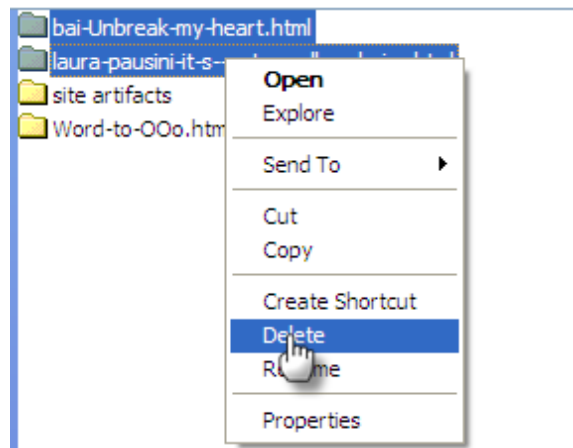 bai-Unbreak-my-heart.html
laura-pausini-it-s-
site artifacts
Word-to-OOo.htm
Open
Explore
Send To
Cut
Copy
Create Shortcut
Delete
Properties